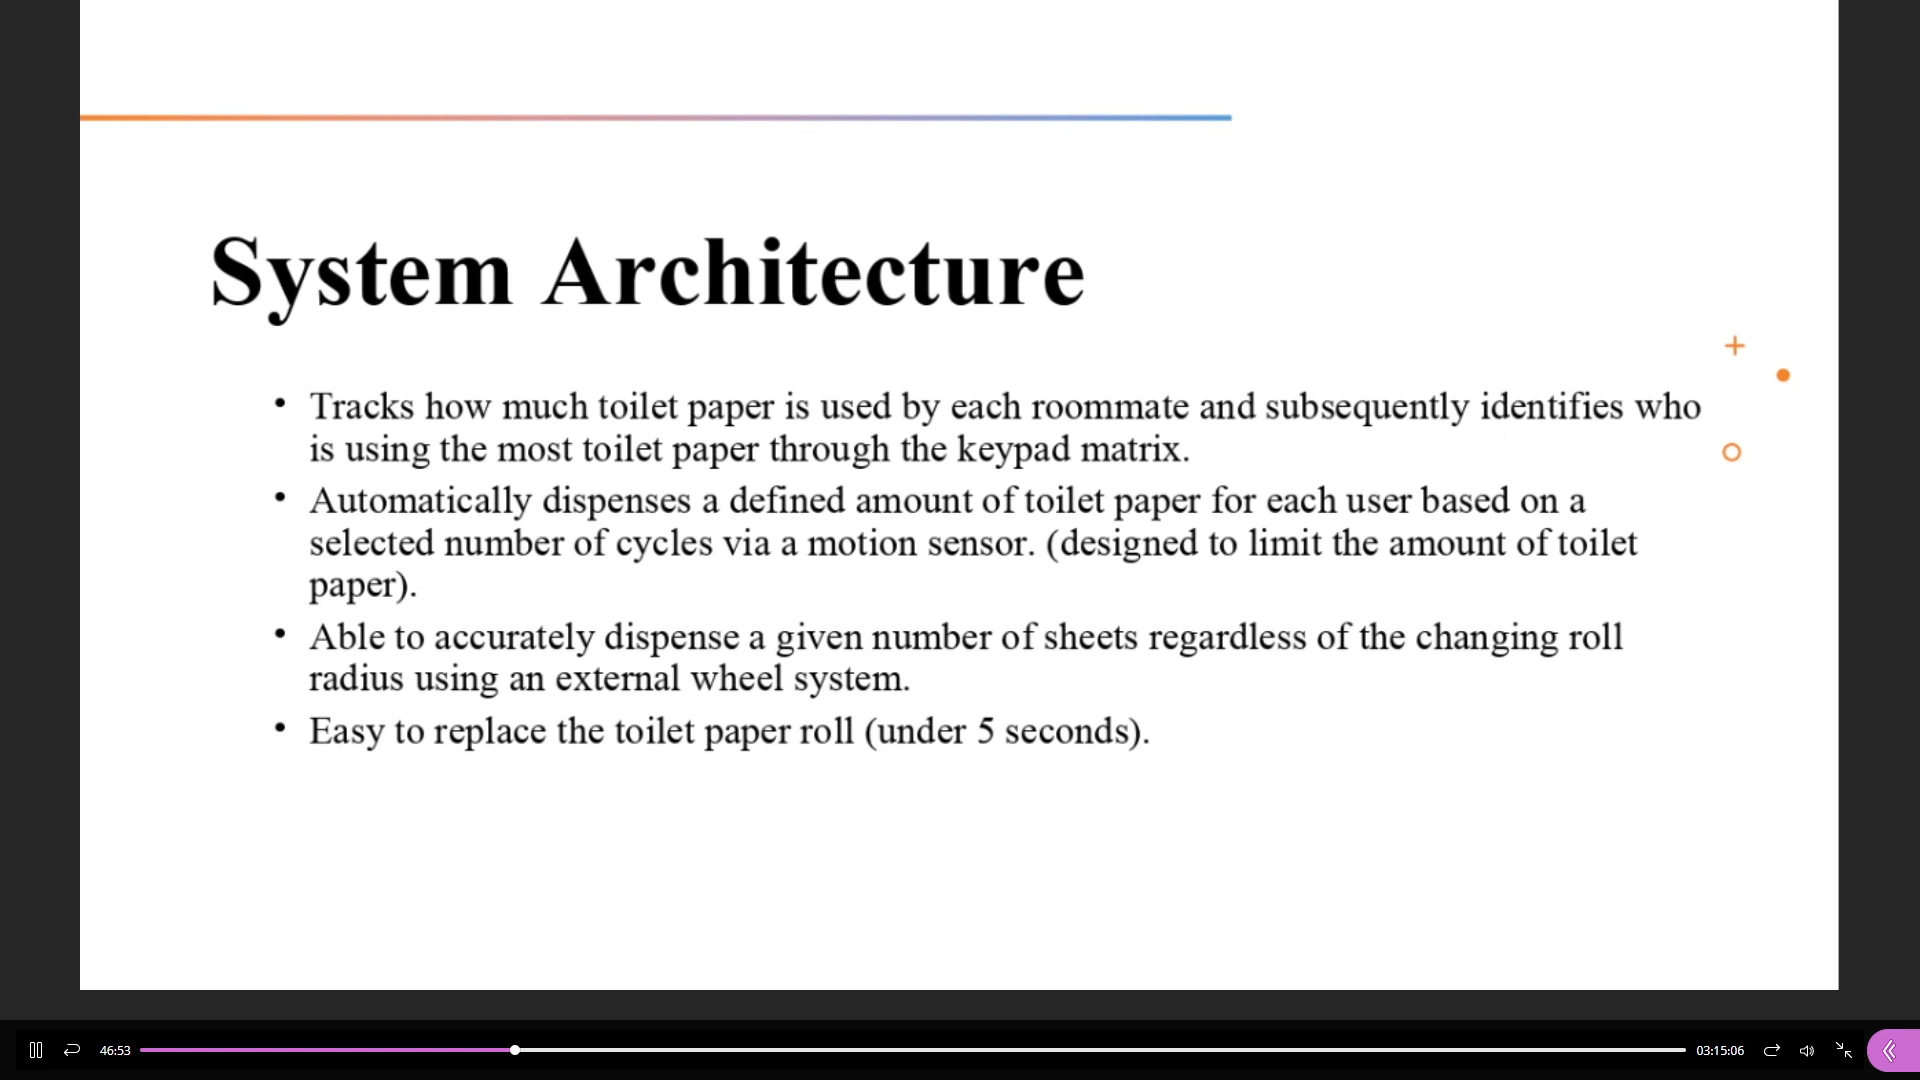 System Architecture
• Tracks how much toilet paper is used by each roommate and subsequently identifies who
is using the most toilet paper through the keypad matrix.
• Automatically dispenses a defined amount of toilet paper for each user based on a
selected number of cycles via a motion sensor. (designed to limit the amount of toilet
paper).
• Able to accurately dispense a given number of sheets regardless of the changing roll
radius using an external wheel system.
• Easy to replace the toilet paper roll (under 5 seconds).
46:53
03:15:06